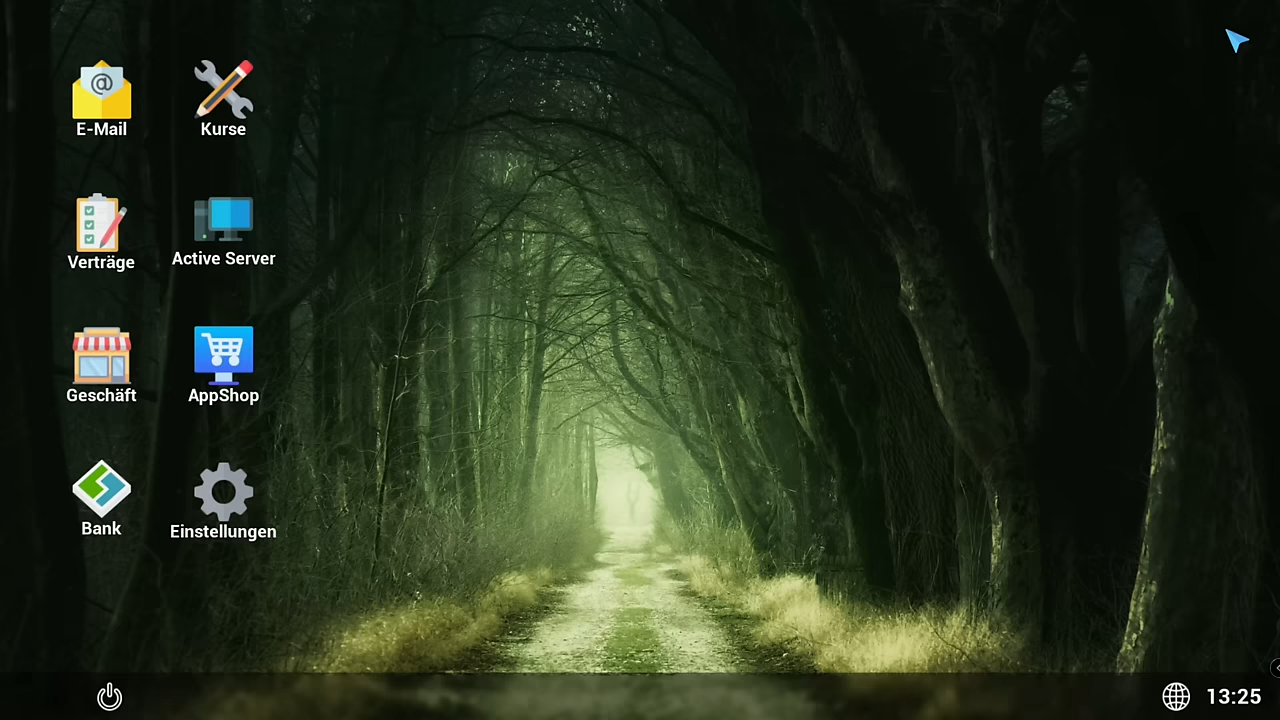 E-Mail
Kurse
Verträge
Active Server
Geschäft
AppShop
Bank
Einstellungen
13:25